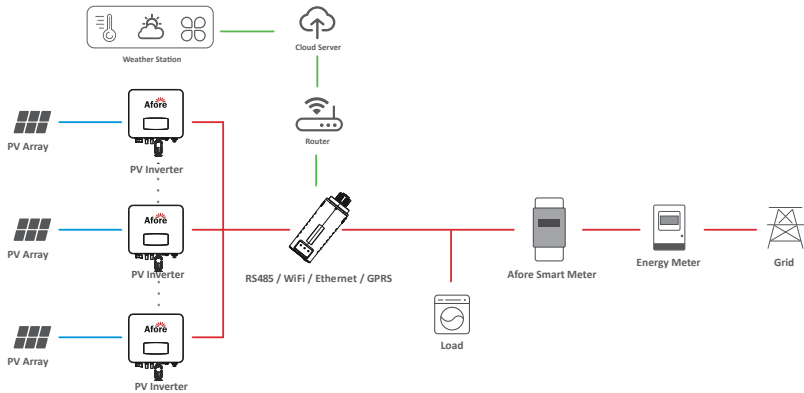 Cloud Server
Weather Station
Afore
PV Array
PV Inverter
Router
Afore
PV Array
PV Inverter
RS485 / WiFi / Ethernet / GPRS
Afore Smart Meter
Energy Meter
Grid
Afore
Load
PV Array
PV Inverter